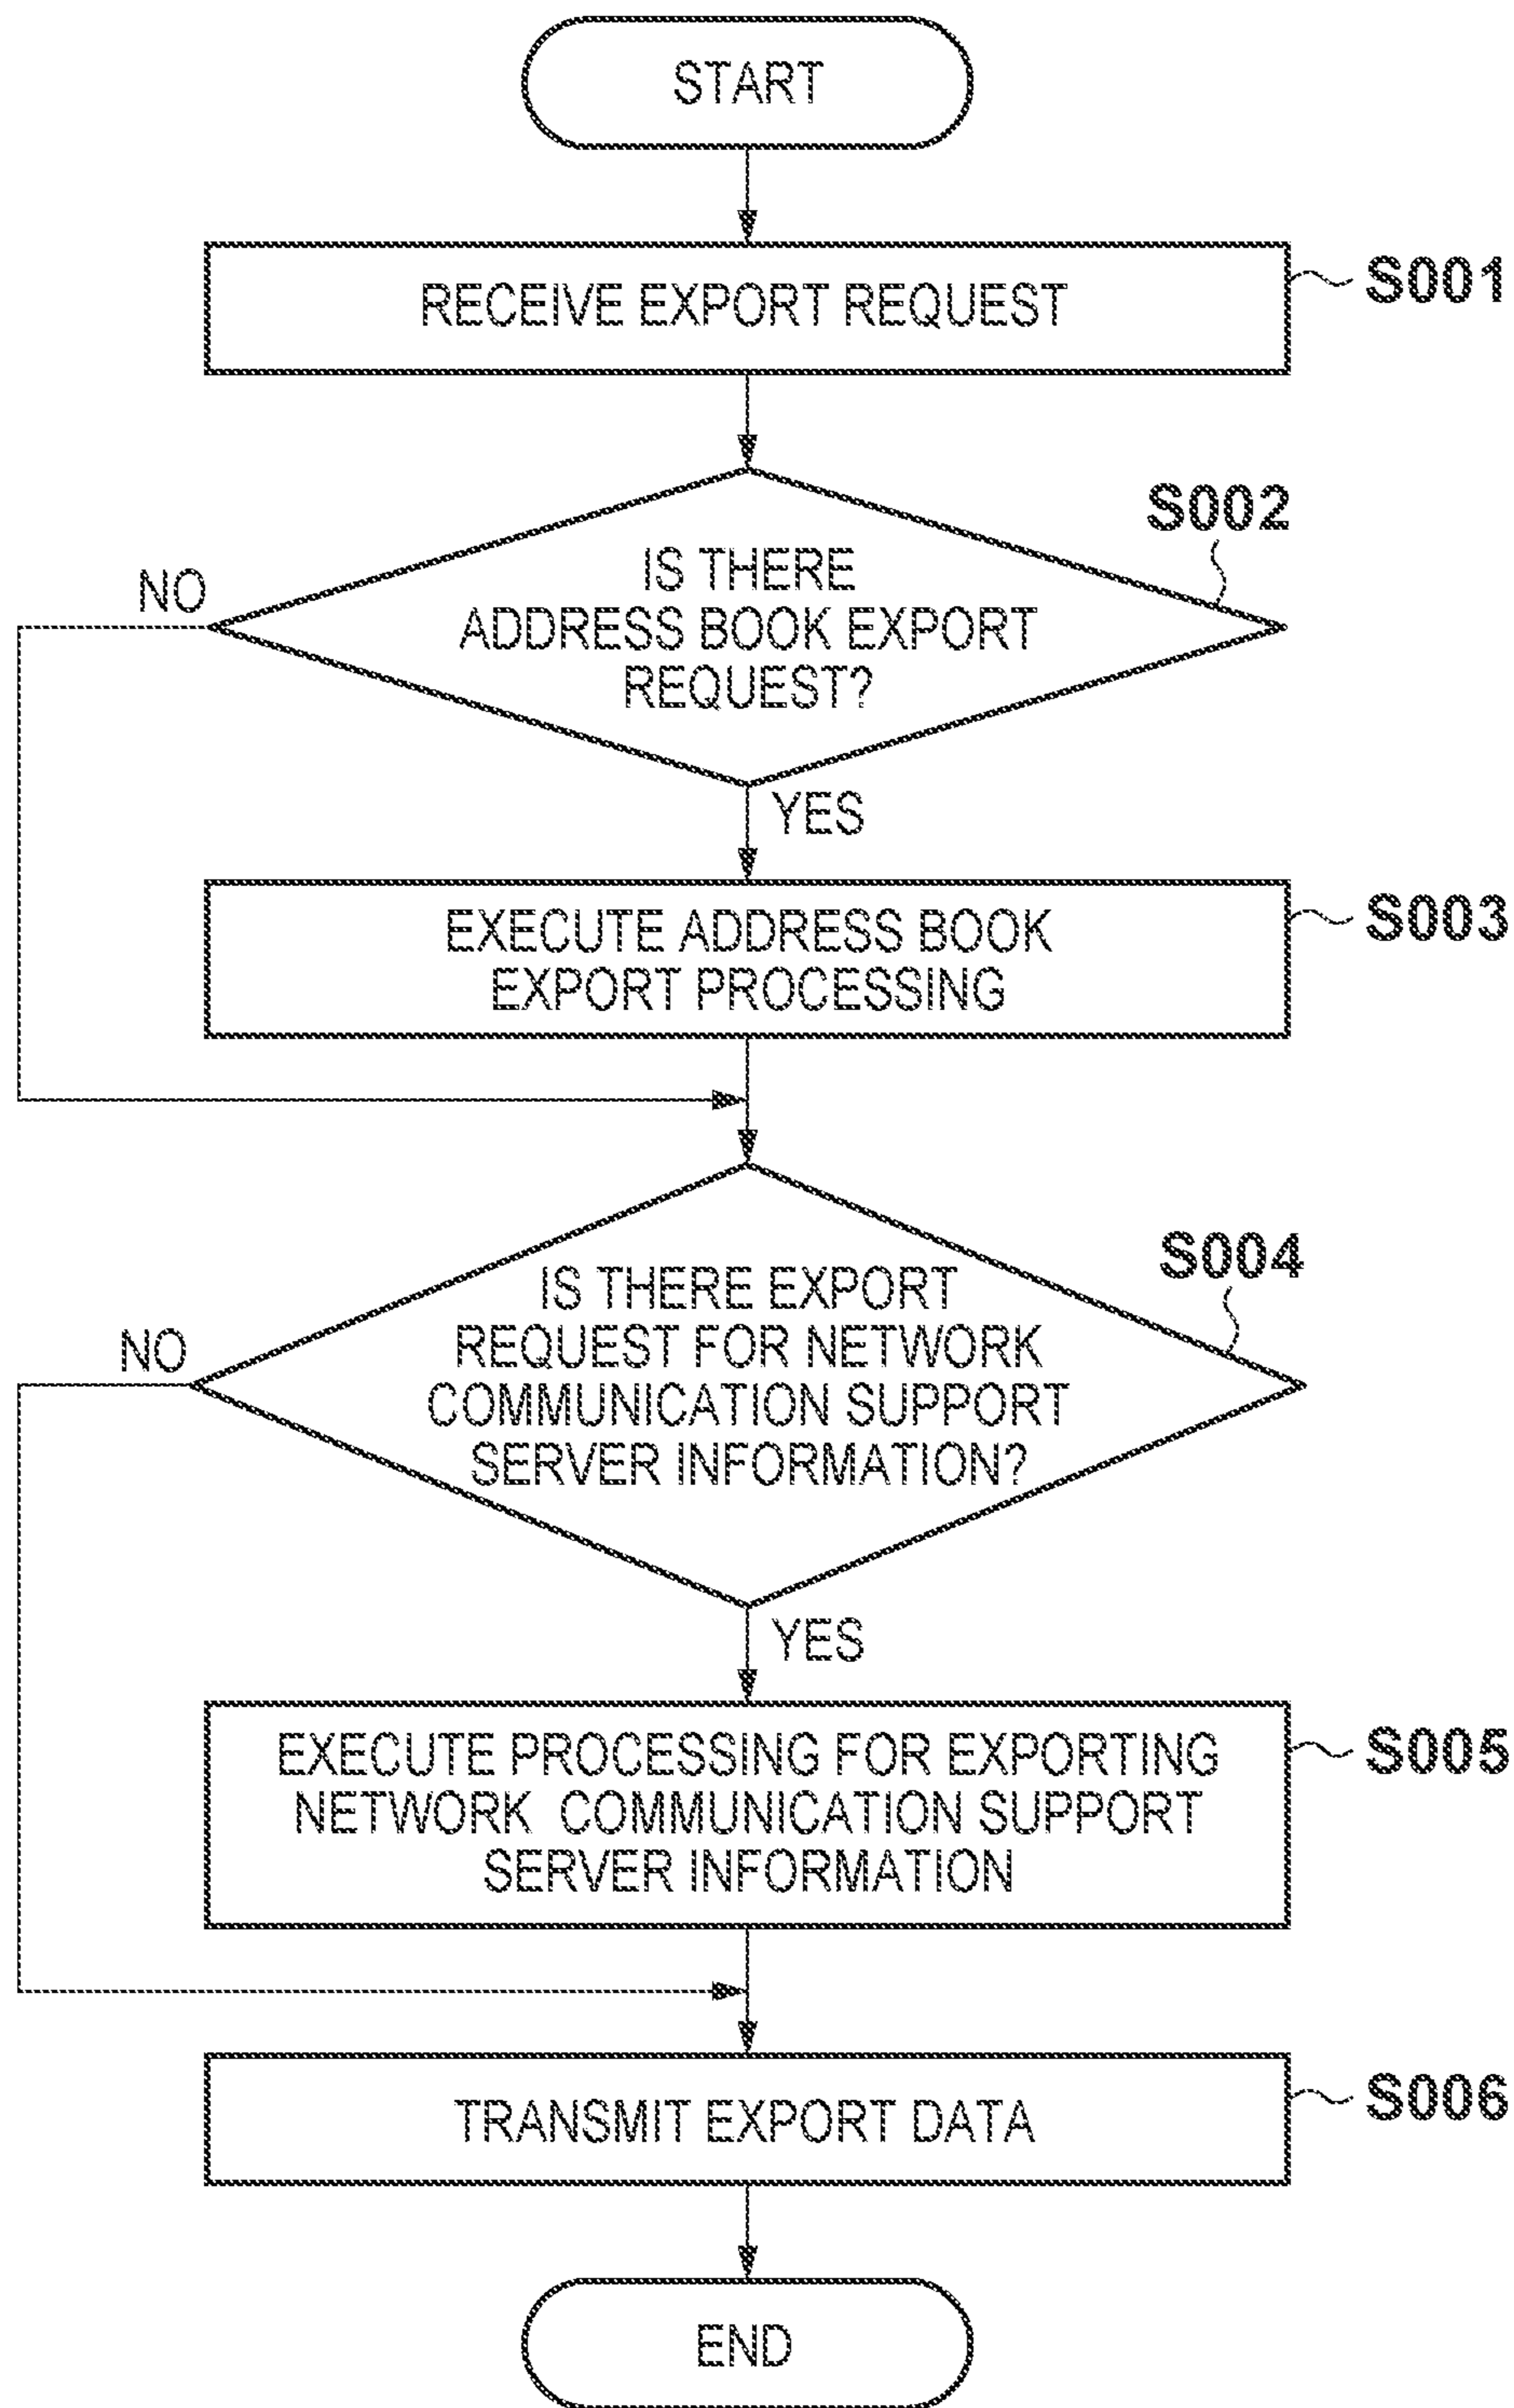 START
RECEIVE EXPORT REQUEST
S001
S002
IS THERE
ADDRESS BOOK EXPORT
REQUEST?
NO
YES
EXECUTE ADDRESS BOOK
EXPORT PROCESSING
S003
S004
IS THERE EXPORT
REQUEST FOR NETWORK
COMMUNICATION SUPPORT
SERVER INFORMATION?
NO
YES
EXECUTE PROCESSING FOR EXPORTING
NETWORK COMMUNICATION SUPPORT
SERVER INFORMATION
S005
TRANSMIT EXPORT DATA
S006
END